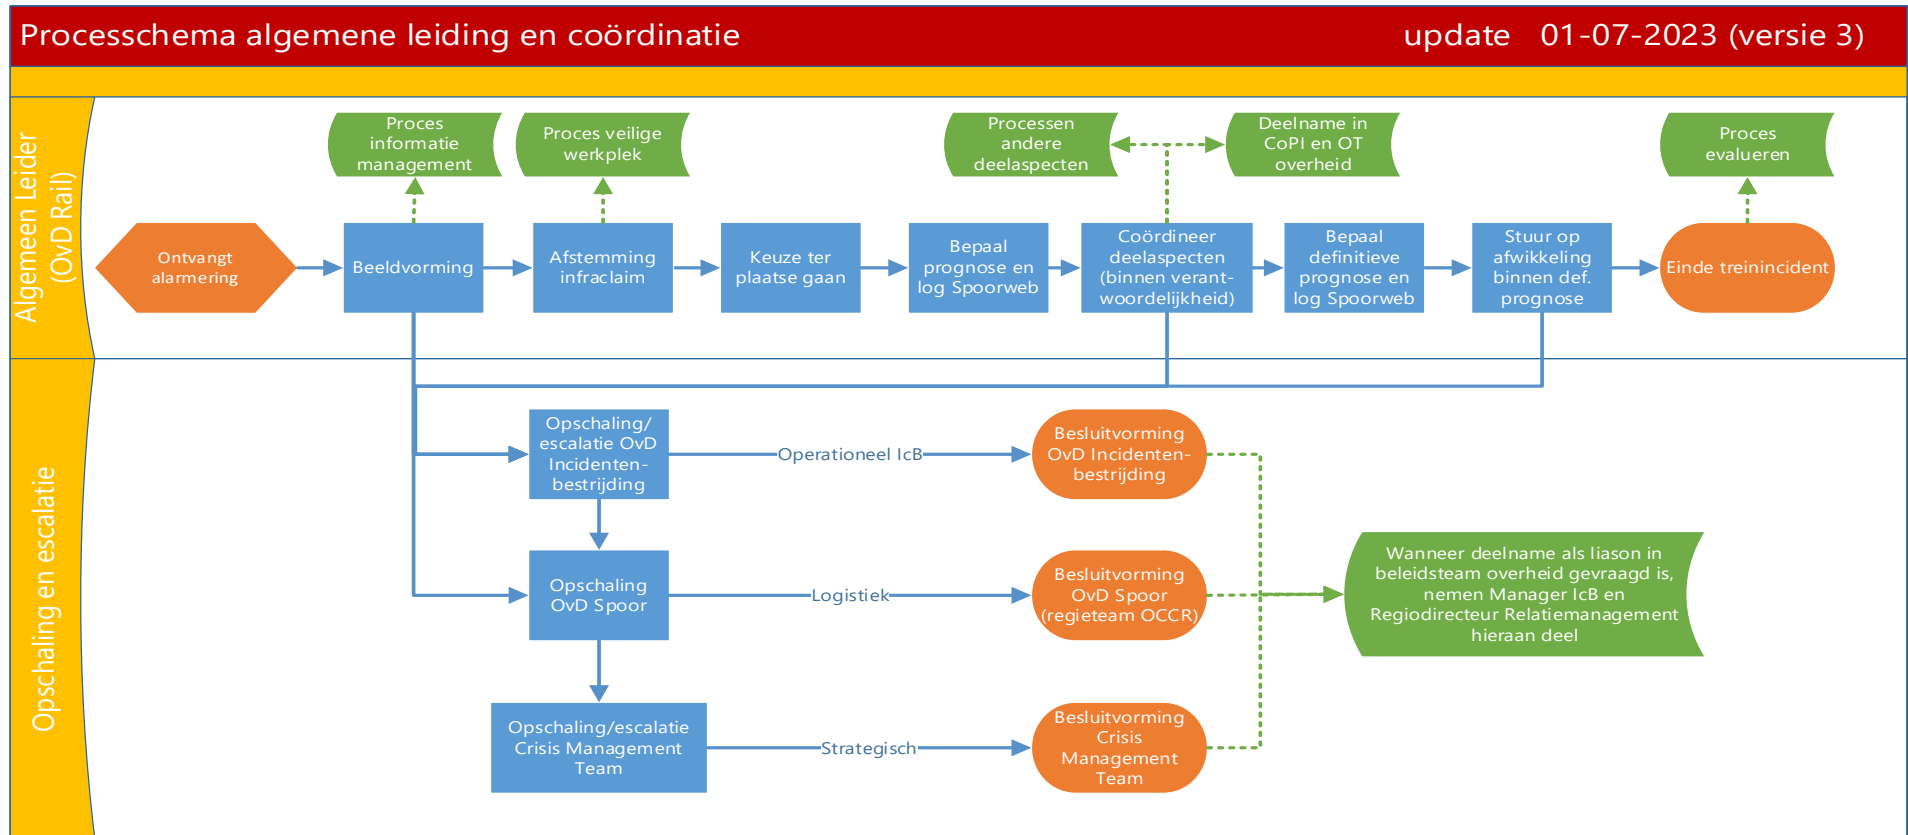 Processchema algemene leiding en coördinatie
update 01-07-2023 (versie 3)
Algemeen Leider
(OvD Rail)
Proces
informatie
management
Proces veilige
werkplek
Processen
andere
deelaspecten
Deelname in
CoPI en OT
overheid
Proces
evalueren
Ontvangt
alarmering
Beeldvorming
Afstemming
infraclaim
Keuze ter
plaatse gaan
Bepaal
prognose en
log Spoorweb
Coördineer
deelaspecten
(binnen verant-
woordelijkheid)
Bepaal
definitieve
prognose en
log Spoorweb
Stuur op
afwikkeling
binnen def.
prognose
Einde treinincident
Opschaling en escalatie
Opschaling/
escalatie OvD
Incidenten-
bestrijding
Operationeel IcB
Besluitvorming
OvD Incidenten-
bestrijding
Opschaling
OvD Spoor
Logistiek
Besluitvorming
OvD Spoor
(regieteam OCCR)
Wanneer deelname als liason in
beleidsteam overheid gevraagd is,
nemen Manager IcB en
Regiodirecteur Relatiemanagement
hieraan deel
Opschaling/escalatie
Crisis Management
Team
Strategisch
Besluitvorming
Crisis
Management
Team